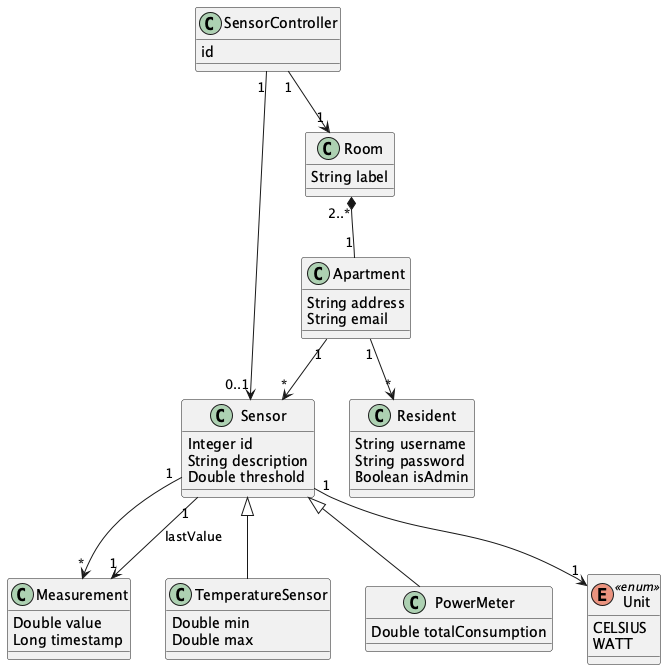 C SensorController
id
1
1
1
C Room
String label
2..*
1
C Apartment
String address
String email
1
1
0..1
*
*
C Sensor
Integer id
String description
Double threshold
C Resident
String username
String password
Boolean isAdmin
1
1
1
lastValue
*
1
1
C Measurement
Double value
Long timestamp
C TemperatureSensor
Double min
Double max
C PowerMeter
Double totalConsumption
E «enum»
Unit
CELSIUS
WATT